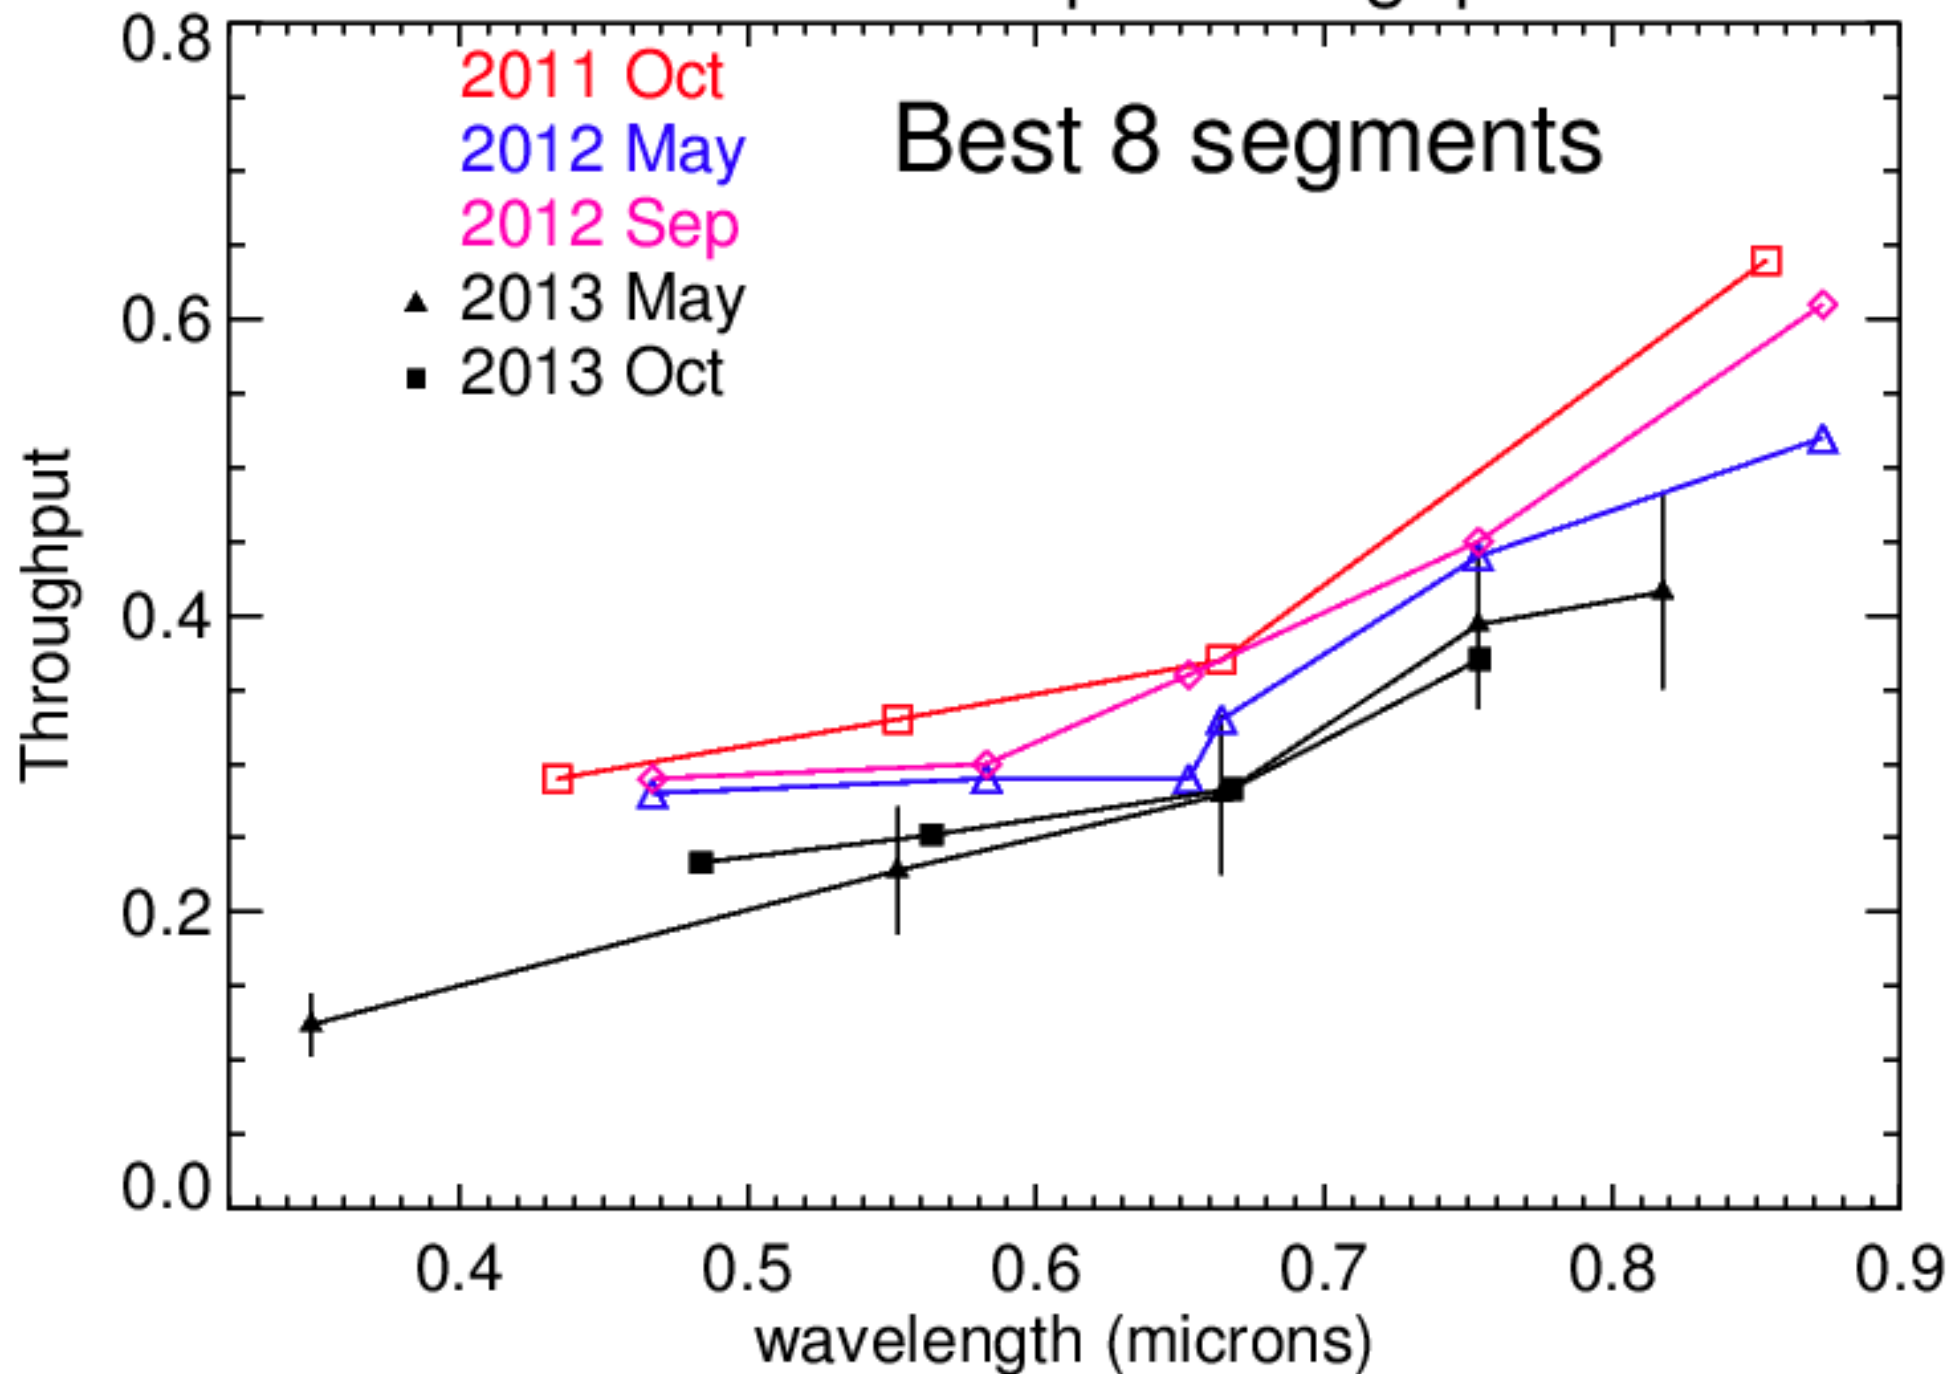 0.8
2011 Oct
2012 May
Best 8 segments
2012 Sep
2013 May
0.6
2013 Oct
Throughput
0.4
0.2
0.0
0.4 0.5 0.6 0.7 0.8 0.9
wavelength (microns)